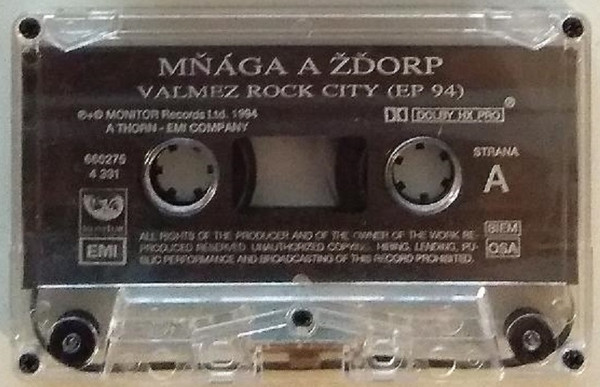 MŇÁGA A ŽĎORP
VALMEZ ROCK CITY (EP 94)
℗+© MONITOR Records Ltd. 1994
A THORN - EMI COMPANY
DOLBY HX PRO ®
660275
4 331
STRANA
A
monitor
EMI
ALL RIGHTS OF THE PRODUCER AND OF THE OWNER OF THE WORK RE-
PRODUCED RESERVED. UNAUTHORIZED COPYING, HIRING, LENDING, PU-
BLIC PERFORMANCE AND BROADCASTING OF THIS RECORD PROHIBITED.
BIEM
OSA